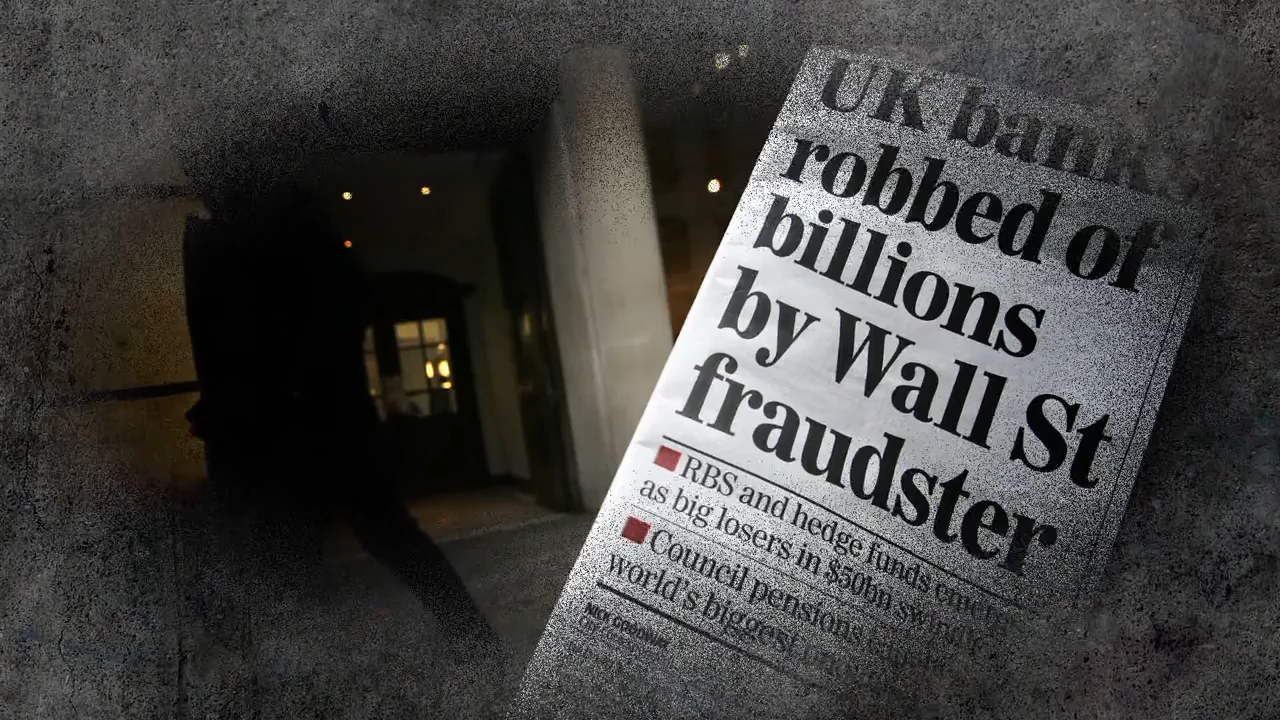 UK
robbed of
billions
by Wall St
fraudster
RBS and hedge funds
as big losers in $50bn
Council pensions
world's biggest